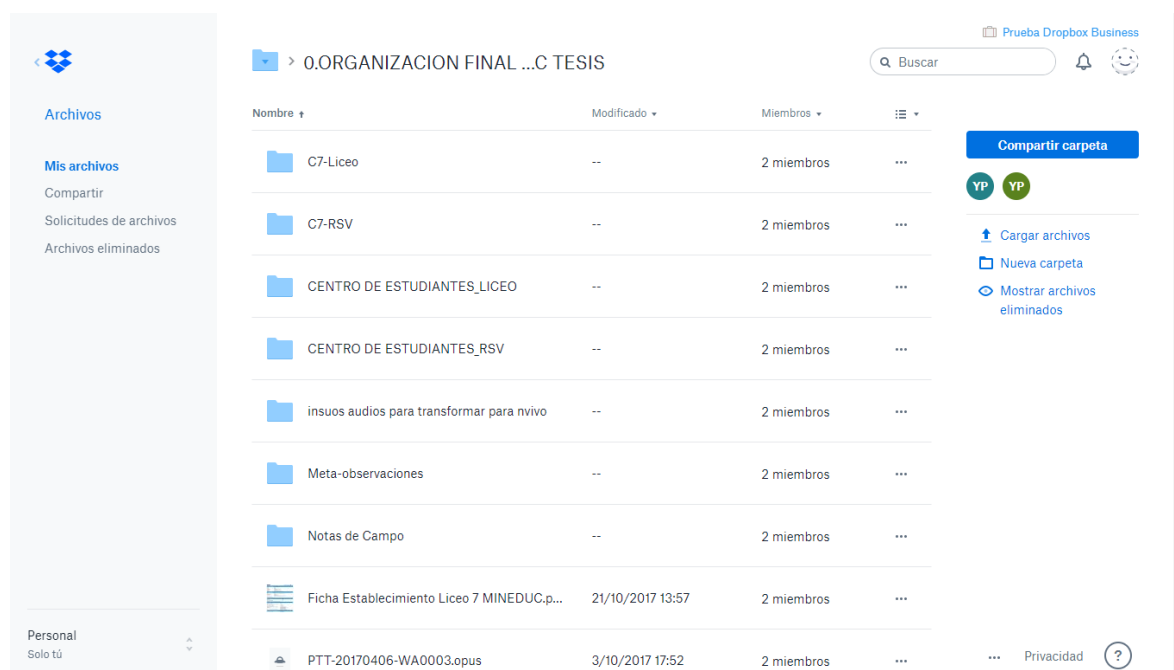 Prueba Dropbox Business
0.ORGANIZACION FINAL ...C TESIS
Buscar
Archivos
Mis archivos
Compartir
Solicitudes de archivos
Archivos eliminados
Nombre Modificado Miembros
C7-Liceo -- 2 miembros
C7-RSV -- 2 miembros
CENTRO DE ESTUDIANTES_LICEO -- 2 miembros
CENTRO DE ESTUDIANTES_RSV -- 2 miembros
insuos audios para transformar para nvivo -- 2 miembros
Meta-observaciones -- 2 miembros
Notas de Campo -- 2 miembros
Ficha Establecimiento Liceo 7 MINEDUC.p... 21/10/2017 13:57 2 miembros
PTT-20170406-WA0003.opus 3/10/2017 17:52 2 miembros
Compartir carpeta
YP YP
Cargar archivos
Nueva carpeta
Mostrar archivos
eliminados
Personal
Solo tú
Privacidad ?